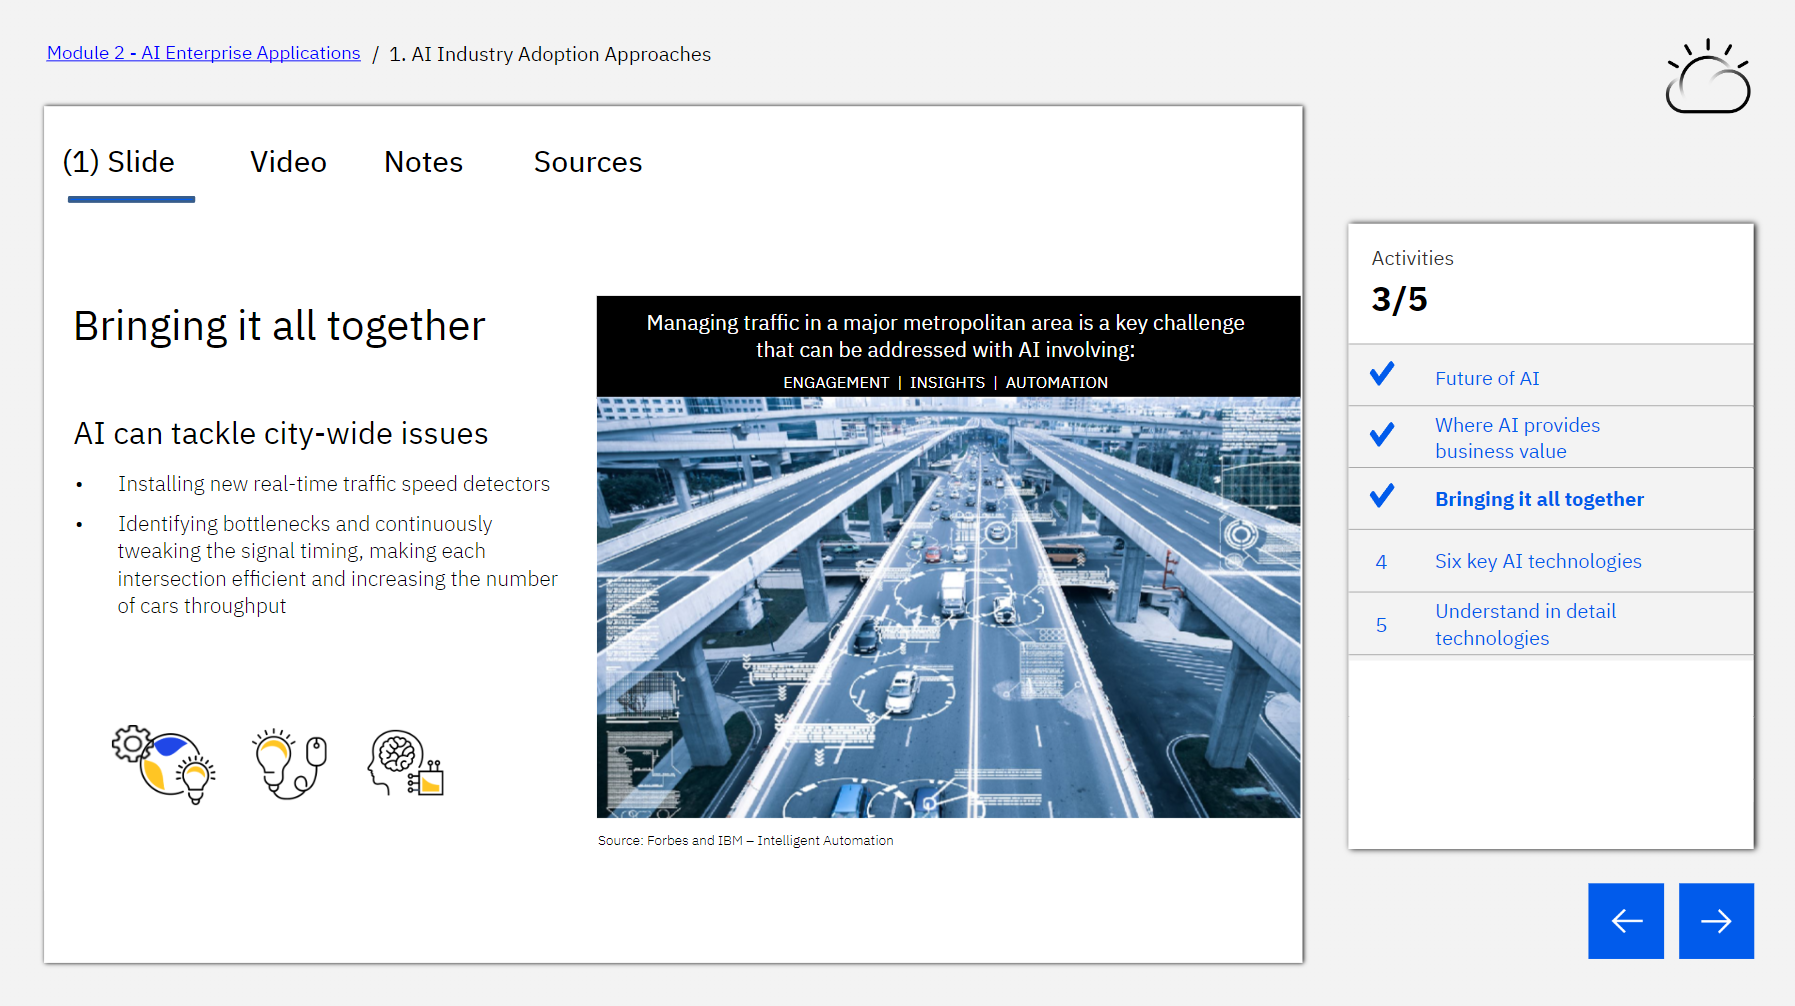 Module 2 - AI Enterprise Applications / 1. AI Industry Adoption Approaches
(1) Slide
Video
Notes
Sources
Bringing it all together
AI can tackle city-wide issues
• Installing new real-time traffic speed detectors
• Identifying bottlenecks and continuously
tweaking the signal timing, making each
intersection efficient and increasing the number
of cars throughput
Managing traffic in a major metropolitan area is a key challenge
that can be addressed with AI involving:
ENGAGEMENT | INSIGHTS | AUTOMATION
Source: Forbes and IBM – Intelligent Automation
Activities
3/5
Future of AI
Where AI provides
business value
Bringing it all together
4 Six key AI technologies
5 Understand in detail
technologies